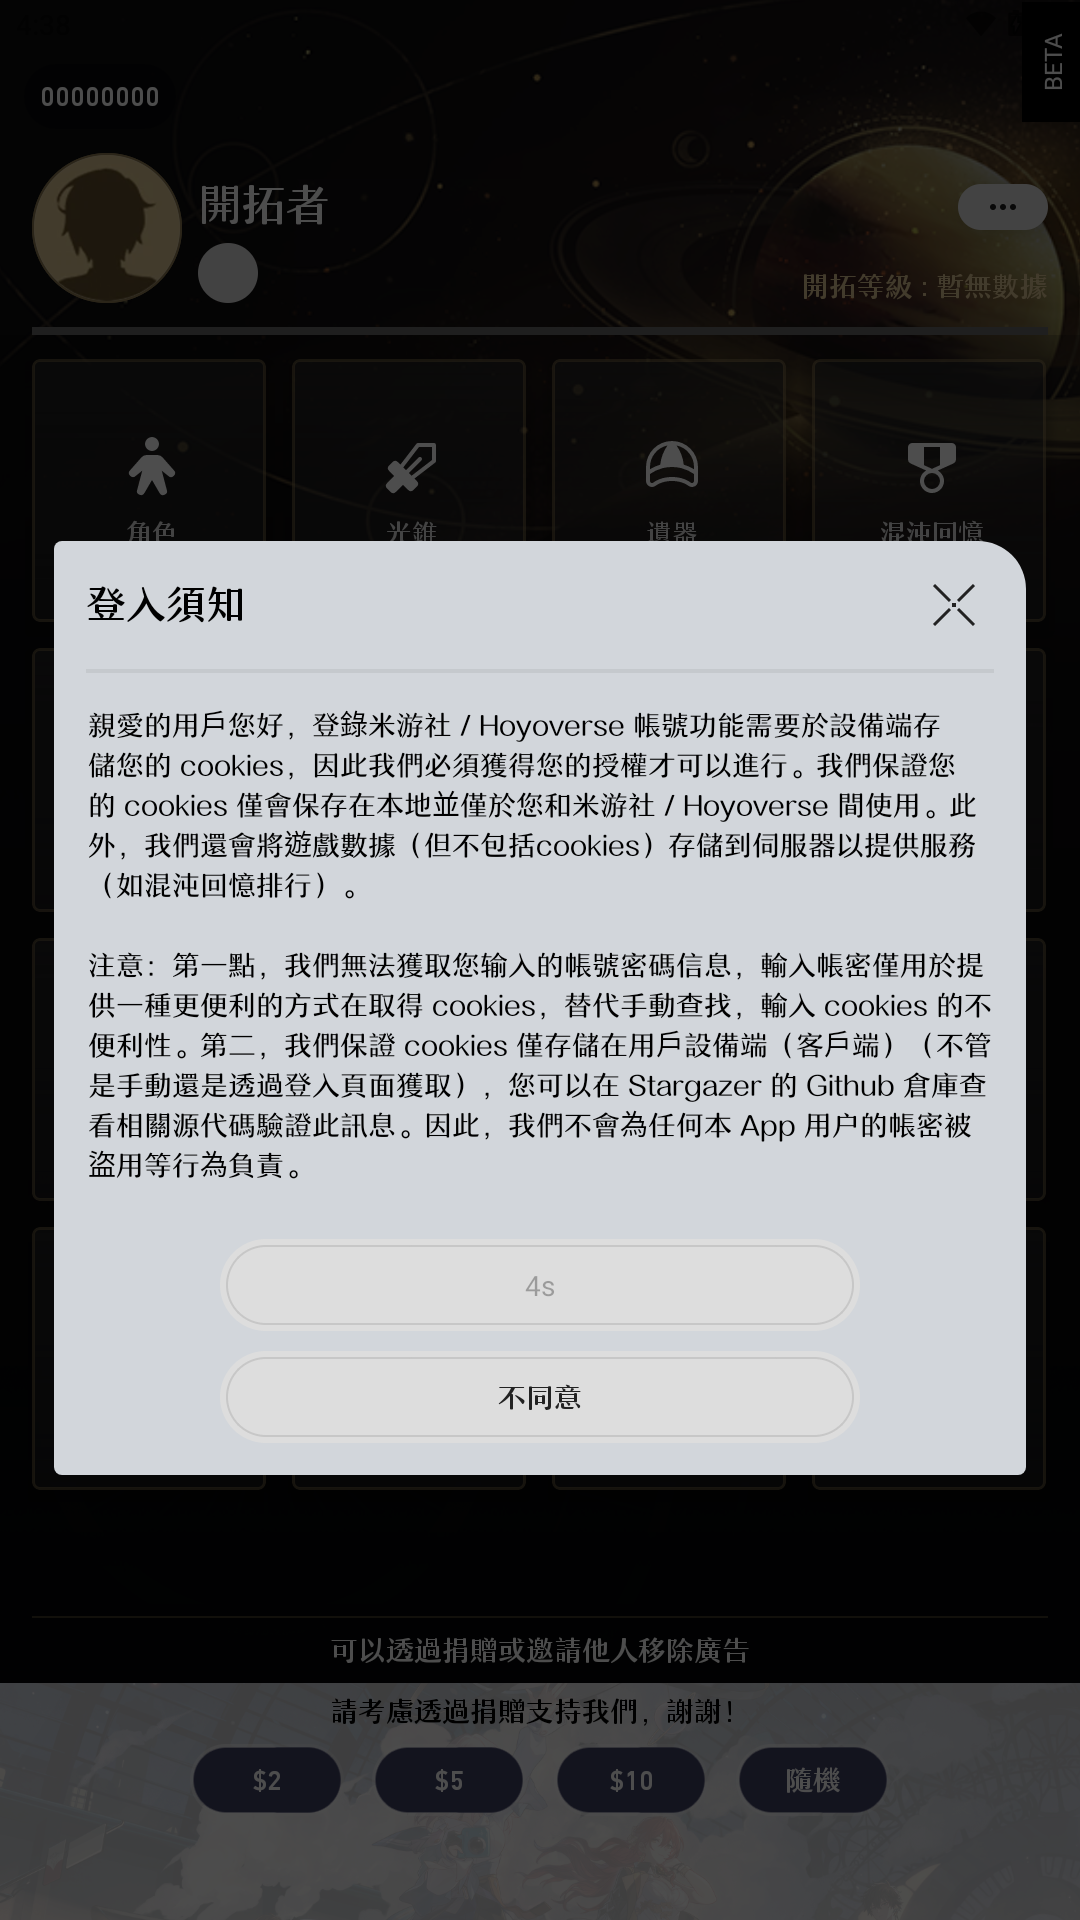 BETA
00000000
開拓者
開拓等級 : 暫無數據
角色
光錐
遺器
混沌回憶
登入須知
親愛的用戶您好，登錄米游社 / Hoyoverse 帳號功能需要於設備端存
儲您的 cookies，因此我們必須獲得您的授權才可以進行。我們保證您
的 cookies 僅會保存在本地並僅於您和米游社 / Hoyoverse 間使用。此
外，我們還會將遊戲數據（但不包括cookies）存儲到伺服器以提供服務
（如混沌回憶排行）。
注意：第一點，我們無法獲取您输入的帳號密碼信息，輸入帳密僅用於提
供一種更便利的方式在取得 cookies，替代手動查找，輸入 cookies 的不
便利性。第二，我們保證 cookies 僅存儲在用戶設備端（客戶端）（不管
是手動還是透過登入頁面獲取），您可以在 Stargazer 的 Github 倉庫查
看相關源代碼驗證此訊息。因此，我們不會為任何本 App 用户的帳密被
盜用等行為負責。
4s
不同意
可以透過捐贈或邀請他人移除廣告
請考慮透過捐贈支持我們，謝謝！
$2
$5
$10
隨機